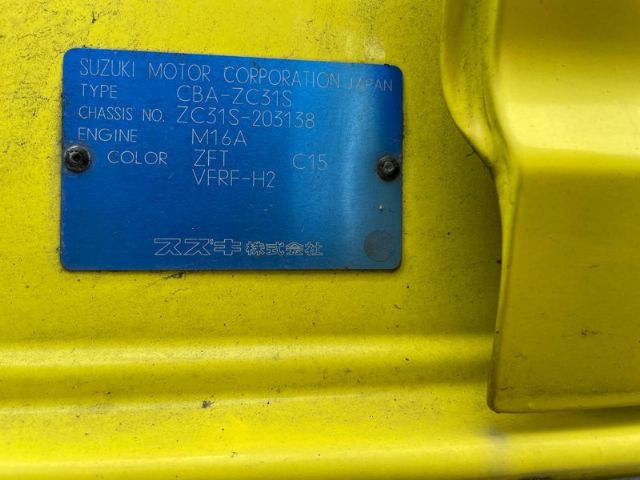 SUZUKI MOTOR CORPORATION JAPAN
TYPE CBA-ZC31S
CHASSIS NO. ZC31S-203138
ENGINE M16A
COLOR ZFT C15
VFRF-H2
スズキ株式会社